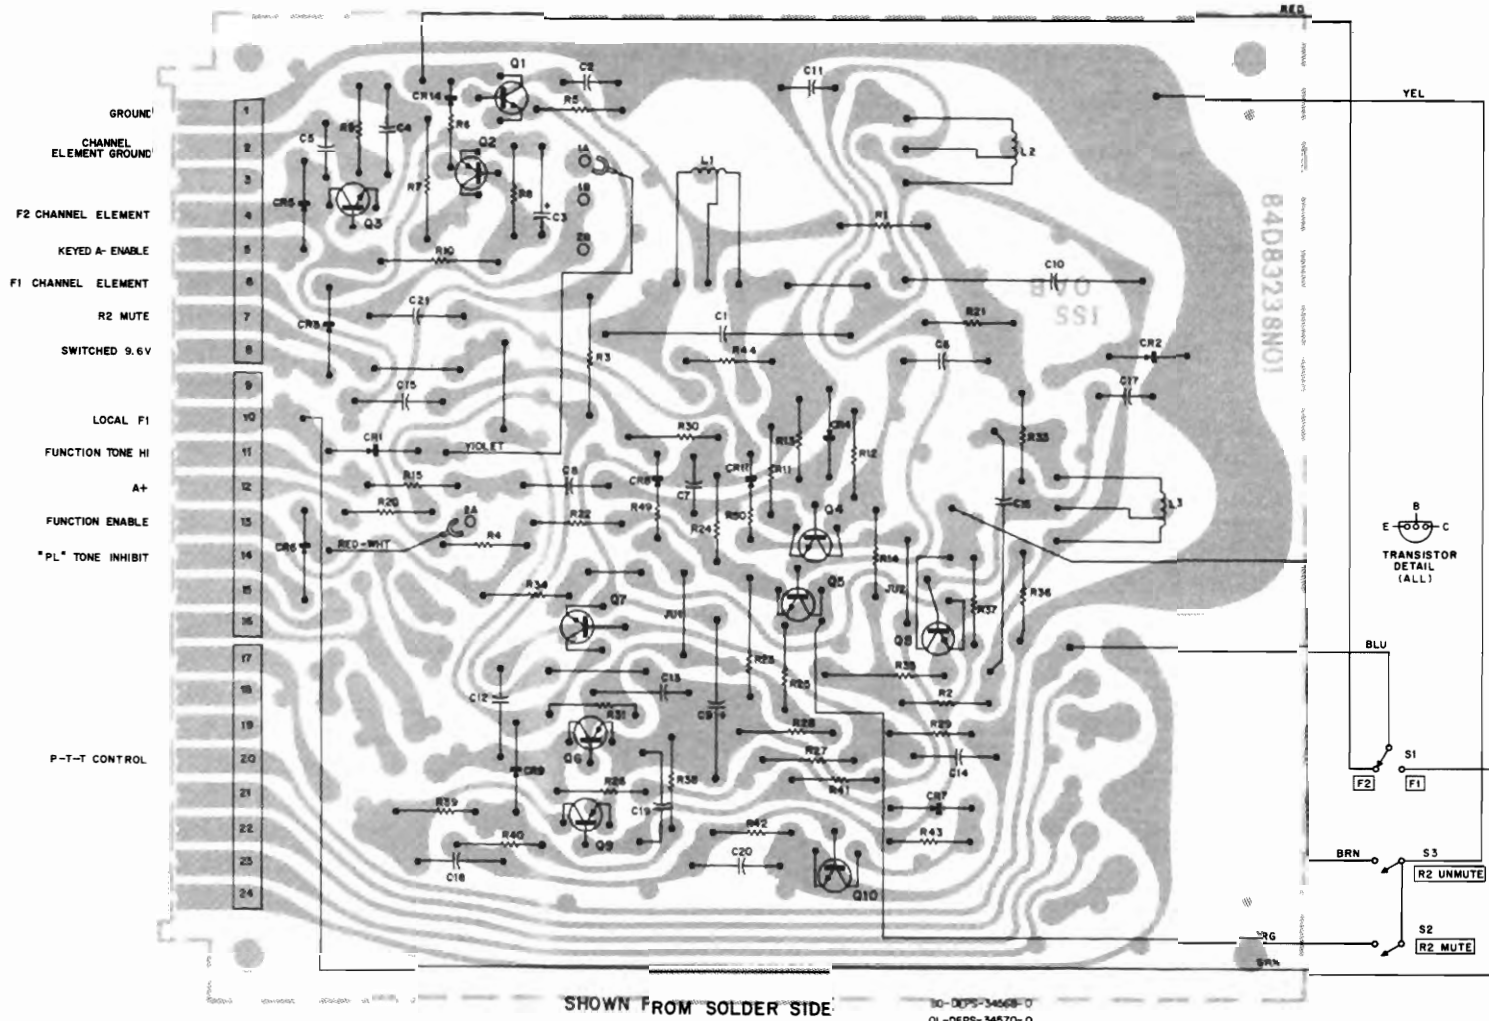 RED
YEL
GROUND
CHANNEL
ELEMENT GROUND
F2 CHANNEL ELEMENT
KEYED A- ENABLE
F1 CHANNEL ELEMENT
R2 MUTE
SWITCHED 9.6V
LOCAL F1
FUNCTION TONE HI
A+
FUNCTION ENABLE
"PL" TONE INHIBIT
P-T-T CONTROL
1
2
3
4
5
6
7
8
9
10
11
12
13
14
15
16
17
18
19
20
21
22
23
24
Q1
C2
C11
CR14
R5
R6
C5
R9
C4
Q2
1A
L1
L2
R7
R8
1B
CR5
Q3
C3
+
R1
2B
R10
C10
84D83238N01
OVB
ISS
C21
CR3
R3
C1
R21
R44
C6
CR2
C15
C17
R30
R13
CR4
R12
R33
CR1
VIOLET
R11
R15
C8
CR8
C7
CR11
R20
2A
R22
R49
R24
R50
Q4
L3
CR6
RED-WHT
R4
R14
R34
Q7
JU1
Q5
JU2
R37
R36
Q8
R23
R25
R35
C12
C13
R2
R31
C9
+
R28
R29
Q6
R27
C14
CR9
R26
R38
R41
R39
C19
CR7
Q9
R42
R43
R40
C18
C20
Q10
B
E
C
TRANSISTOR
DETAIL
(ALL)
BLU
S1
F2
F1
BRN
S3
R2 UNMUTE
S2
R2 MUTE
SHOWN FROM SOLDER SIDE
BD-DEPS-34568-O
OL-DEPS-34570-O